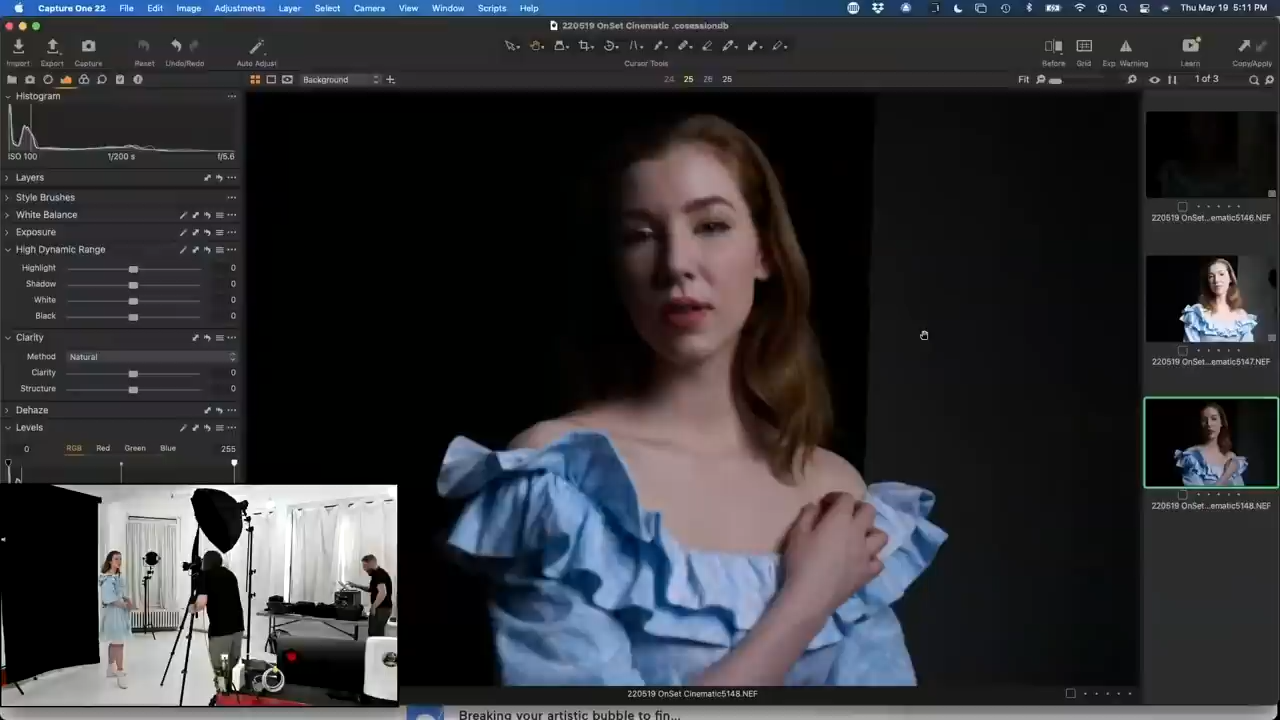 Capture One 22 File Edit Image Adjustments Layer Select Camera View Window Scripts Help Thu May 19 5:11 PM
220519 OnSet Cinematic .cosessiondb
Import Export Capture Reset Undo/Redo Auto Adjust Cursor Tools Before Grid Exp. Warning Learn Copy/Apply
Background 24 25 26 25 Fit 1 of 3
Histogram
ISO 100 1/200 s f/5.6
Layers
Style Brushes
White Balance
Exposure
High Dynamic Range
Highlight 0
Shadow 0
White 0
Black 0
Clarity
Method Natural
Clarity 0
Structure 0
Dehaze
Levels
0 RGB Red Green Blue 255
220519 OnSet...ematic5146.NEF
220519 OnSet...ematic5147.NEF
220519 OnSet...ematic5148.NEF
220519 OnSet Cinematic5148.NEF
Breaking your artistic bubble to fin...